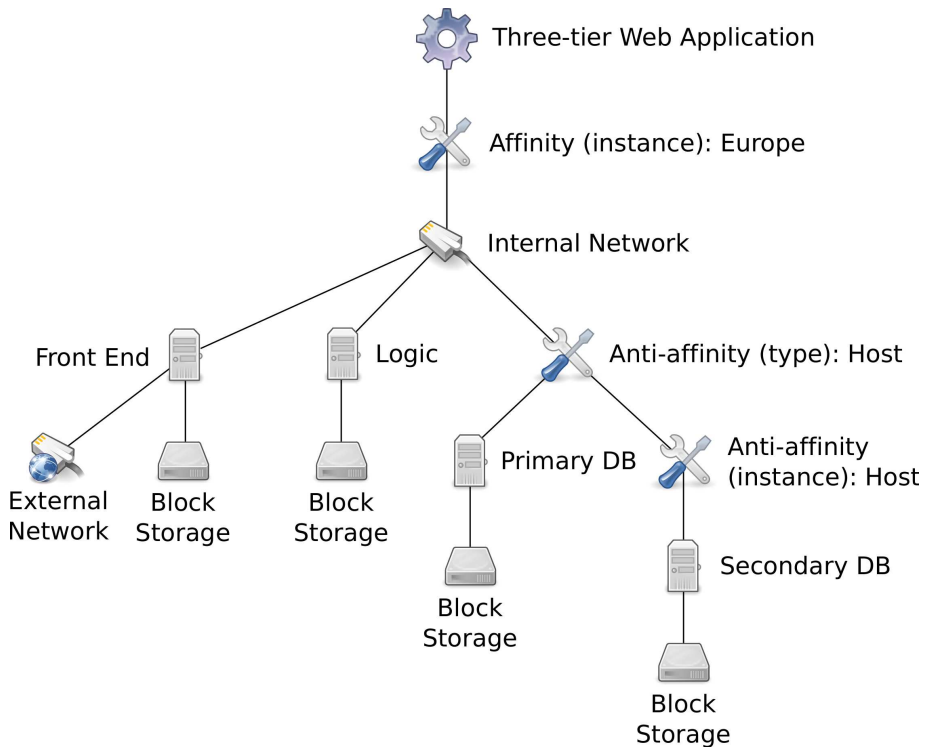 Three-tier Web Application
Affinity (instance): Europe
Internal Network
Front End
Logic
Anti-affinity (type): Host
External
Network
Block
Storage
Block
Storage
Primary DB
Anti-affinity
(instance): Host
Block
Storage
Secondary DB
Block
Storage